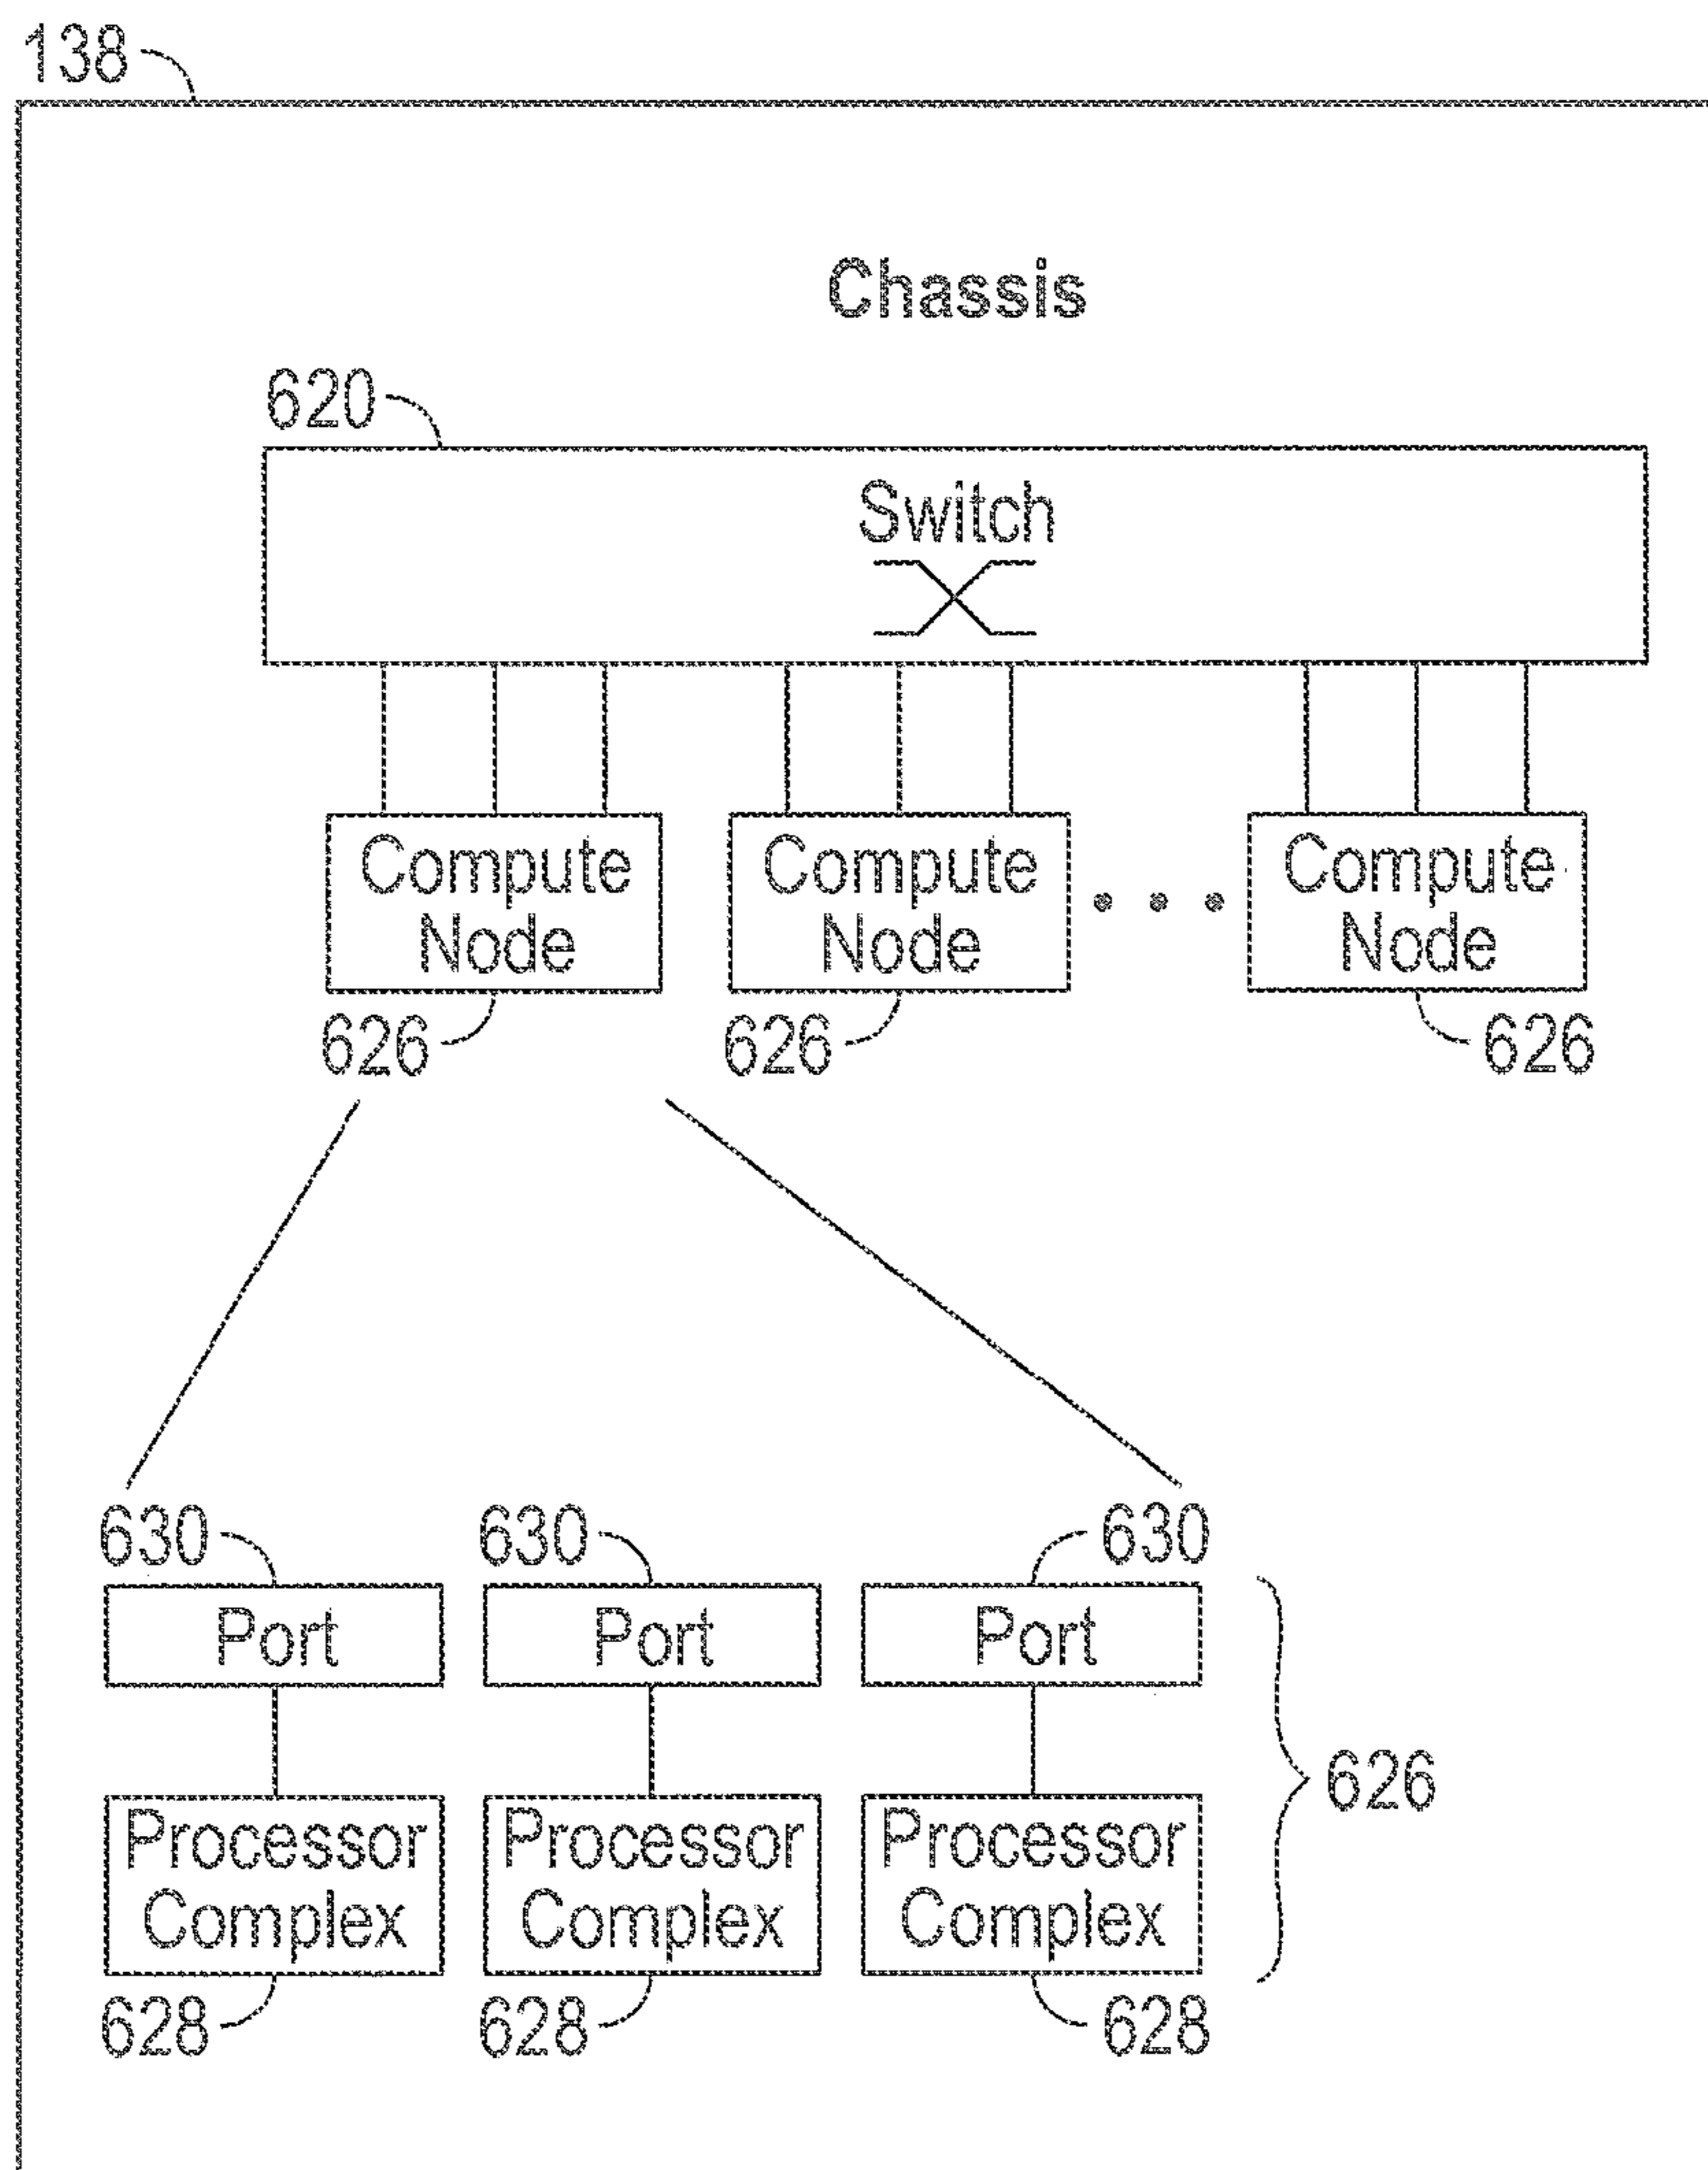 138
Chassis
620
Switch
Compute
Node
Compute
Node
Compute
Node
626
626
626
630
630
630
Port
Port
Port
626
Processor
Complex
Processor
Complex
Processor
Complex
628
628
628